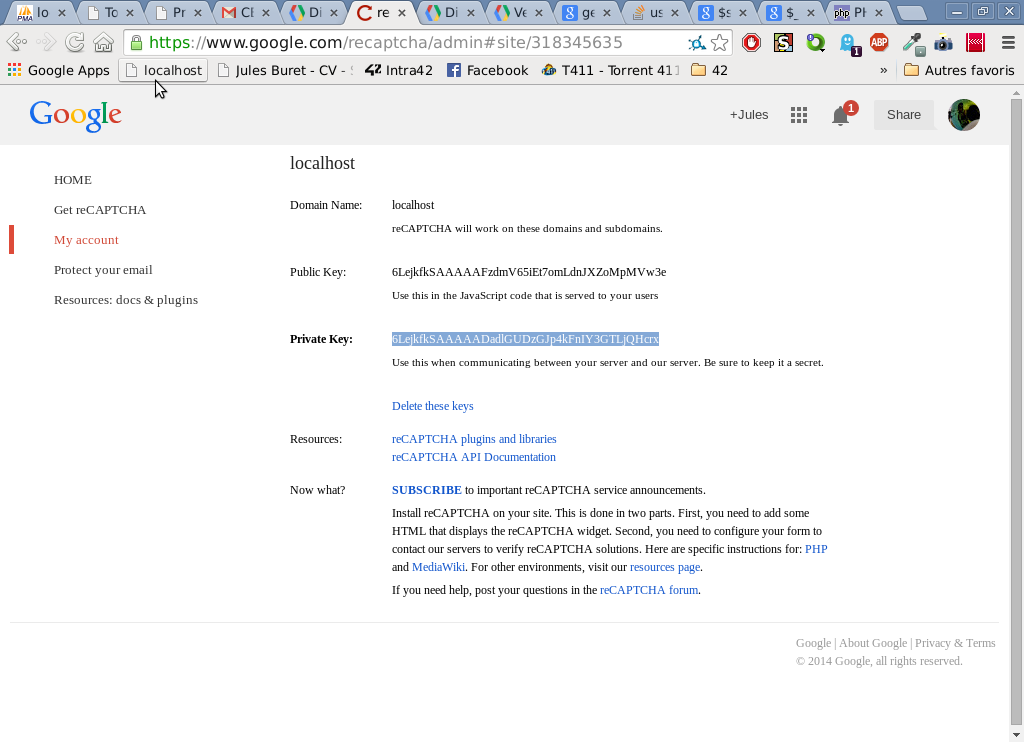 lo To Pr Cl Di re Di Ve ge us $s $_ php Ph
https://www.google.com/recaptcha/admin#site/318345635
Google Apps localhost Jules Buret - CV - Intra42 Facebook T411 - Torrent 411 42 » Autres favoris
Google +Jules 1 Share
HOME
Get reCAPTCHA
My account
Protect your email
Resources: docs & plugins
localhost
Domain Name: localhost
reCAPTCHA will work on these domains and subdomains.
Public Key: 6LejkfkSAAAAAFzdmV65iEt7omLdnJXZoMpMVw3e
Use this in the JavaScript code that is served to your users
Private Key: 6LejkfkSAAAAADadlGUDzGJp4kFnIY3GTLjQHcrx
Use this when communicating between your server and our server. Be sure to keep it a secret.
Delete these keys
Resources: reCAPTCHA plugins and libraries
reCAPTCHA API Documentation
Now what? SUBSCRIBE to important reCAPTCHA service announcements.
Install reCAPTCHA on your site. This is done in two parts. First, you need to add some
HTML that displays the reCAPTCHA widget. Second, you need to configure your form to
contact our servers to verify reCAPTCHA solutions. Here are specific instructions for: PHP
and MediaWiki. For other environments, visit our resources page.
If you need help, post your questions in the reCAPTCHA forum.
Google | About Google | Privacy & Terms
© 2014 Google, all rights reserved.